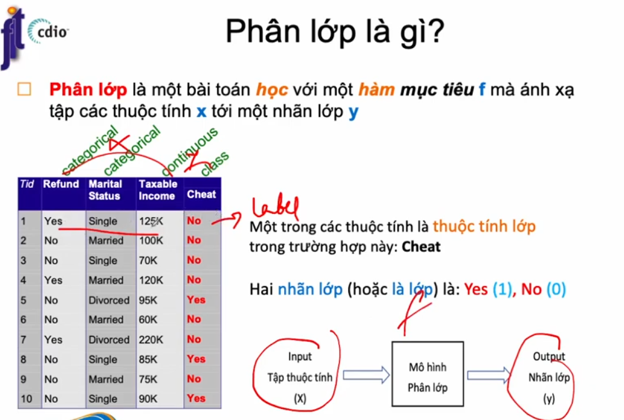 cdio
Phân lớp là gì?
Phân lớp là một bài toán học với một hàm mục tiêu f mà ánh xạ
tập các thuộc tính x tới một nhãn lớp y
categorical
categorical
continuous
class
Tid Refund Marital Status Taxable Income Cheat
1 Yes Single 125K No
2 No Married 100K No
3 No Single 70K No
4 Yes Married 120K No
5 No Divorced 95K Yes
6 No Married 60K No
7 Yes Divorced 220K No
8 No Single 85K Yes
9 No Married 75K No
10 No Single 90K Yes
Label
Một trong các thuộc tính là thuộc tính lớp
trong trường hợp này: Cheat
Hai nhãn lớp (hoặc là lớp) là: Yes (1), No (0)
f
Input
Tập thuộc tính
(X)
Mô hình
Phân lớp
Output
Nhãn lớp
(y)